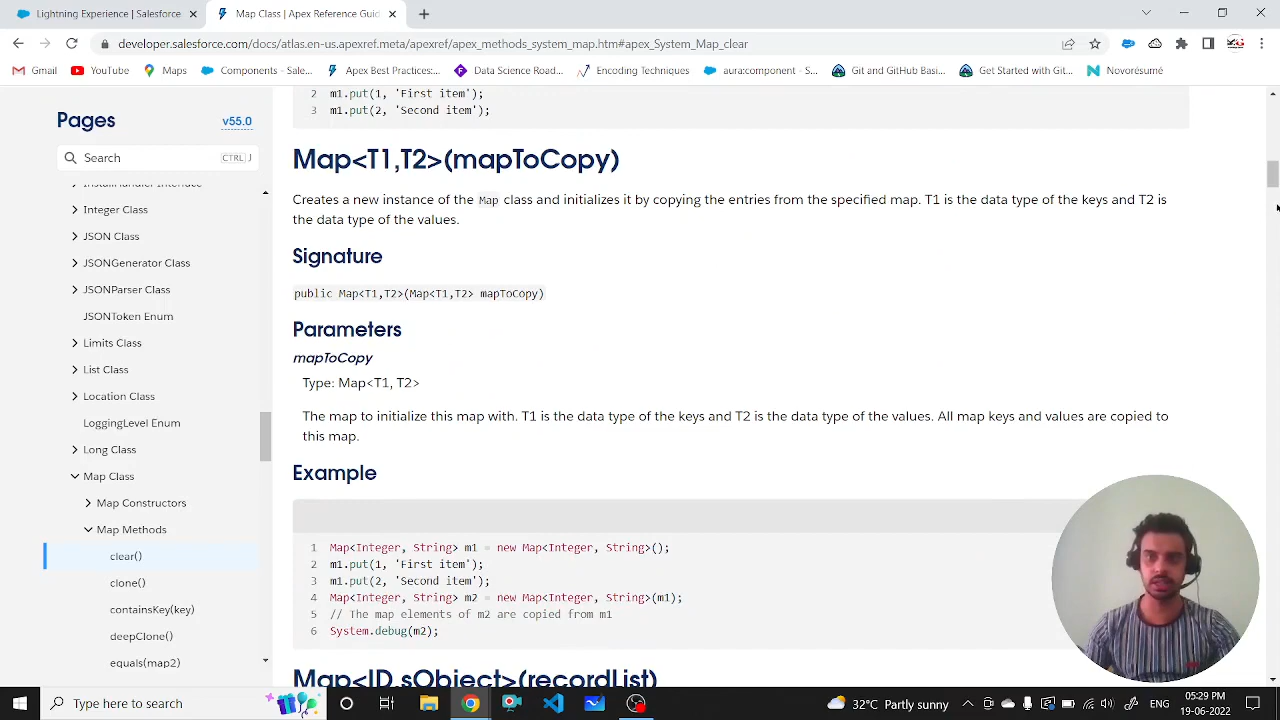 Lightning Experience | Salesforce
Map Class | Apex Reference Guid
developer.salesforce.com/docs/atlas.en-us.apexref.meta/apexref/apex_methods_system_map.htm#apex_System_Map_clear
Gmail
YouTube
Maps
Components - Sale...
Apex Best Practices:...
Data Science Road...
Encoding Techniques
aura:component - S...
Git and GitHub Basi...
Get Started with Git...
Novorésumé
Pages
v55.0
Search
CTRL J
InstallHandler Interface
Integer Class
JSON Class
JSONGenerator Class
JSONParser Class
JSONToken Enum
Limits Class
List Class
Location Class
LoggingLevel Enum
Long Class
Map Class
Map Constructors
Map Methods
clear()
clone()
containsKey(key)
deepClone()
equals(map2)
2 m1.put(1, 'First item');
3 m1.put(2, 'Second item');
Map<T1,T2>(mapToCopy)
Creates a new instance of the Map class and initializes it by copying the entries from the specified map. T1 is the data type of the keys and T2 is
the data type of the values.
Signature
public Map<T1,T2>(Map<T1,T2> mapToCopy)
Parameters
mapToCopy
Type: Map<T1, T2>
The map to initialize this map with. T1 is the data type of the keys and T2 is the data type of the values. All map keys and values are copied to
this map.
Example
1 Map<Integer, String> m1 = new Map<Integer, String>();
2 m1.put(1, 'First item');
3 m1.put(2, 'Second item');
4 Map<Integer, String> m2 = new Map<Integer, String>(m1);
5 // The map elements of m2 are copied from m1
6 System.debug(m2);
Map<ID,sObject>(recordList)
Type here to search
32°C Partly sunny
05:29 PM
19-06-2022